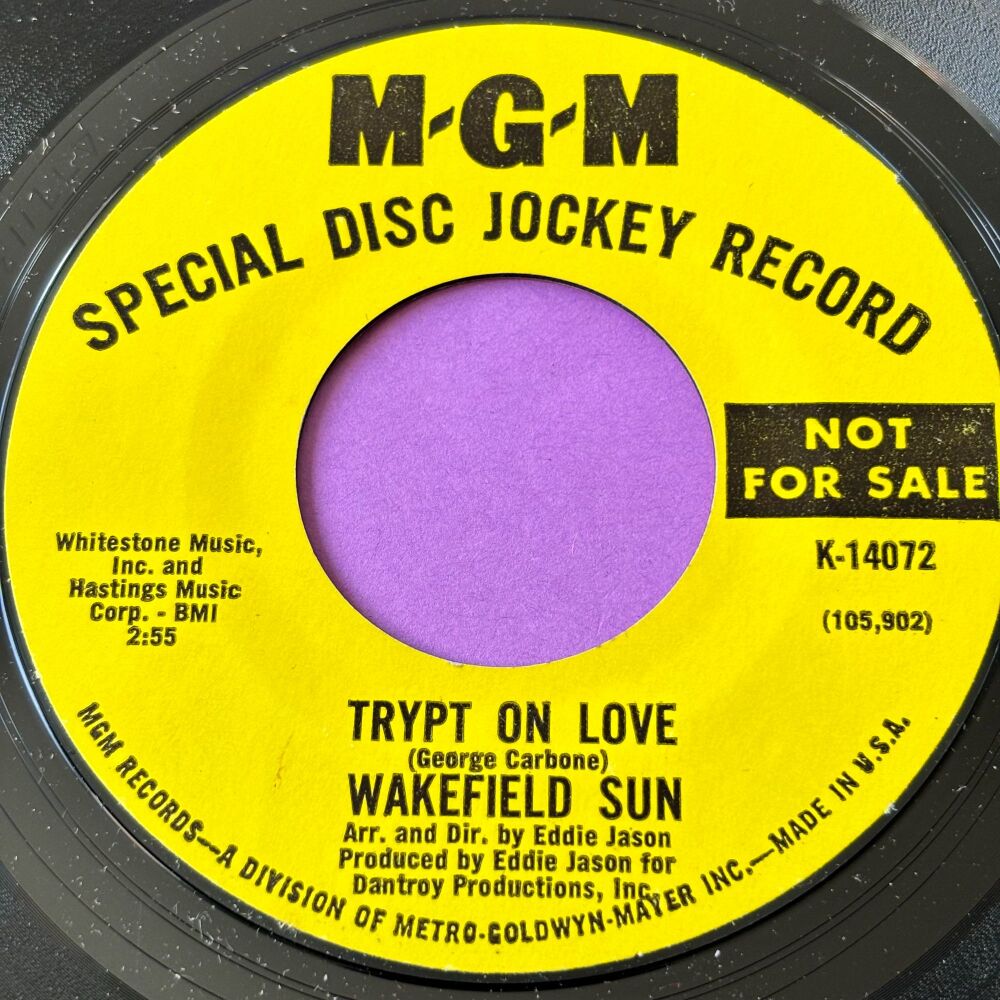 M-G-M
SPECIAL DISC JOCKEY RECORD
NOT
FOR SALE
K-14072
(105,902)
Whitestone Music,
Inc. and
Hastings Music
Corp. - BMI
2:55
TRYPT ON LOVE
(George Carbone)
WAKEFIELD SUN
Arr. and Dir. by Eddie Jason
Produced by Eddie Jason for
Dantroy Productions, Inc.
MGM RECORDS—A DIVISION OF METRO-GOLDWYN-MAYER INC.—MADE IN U.S.A.